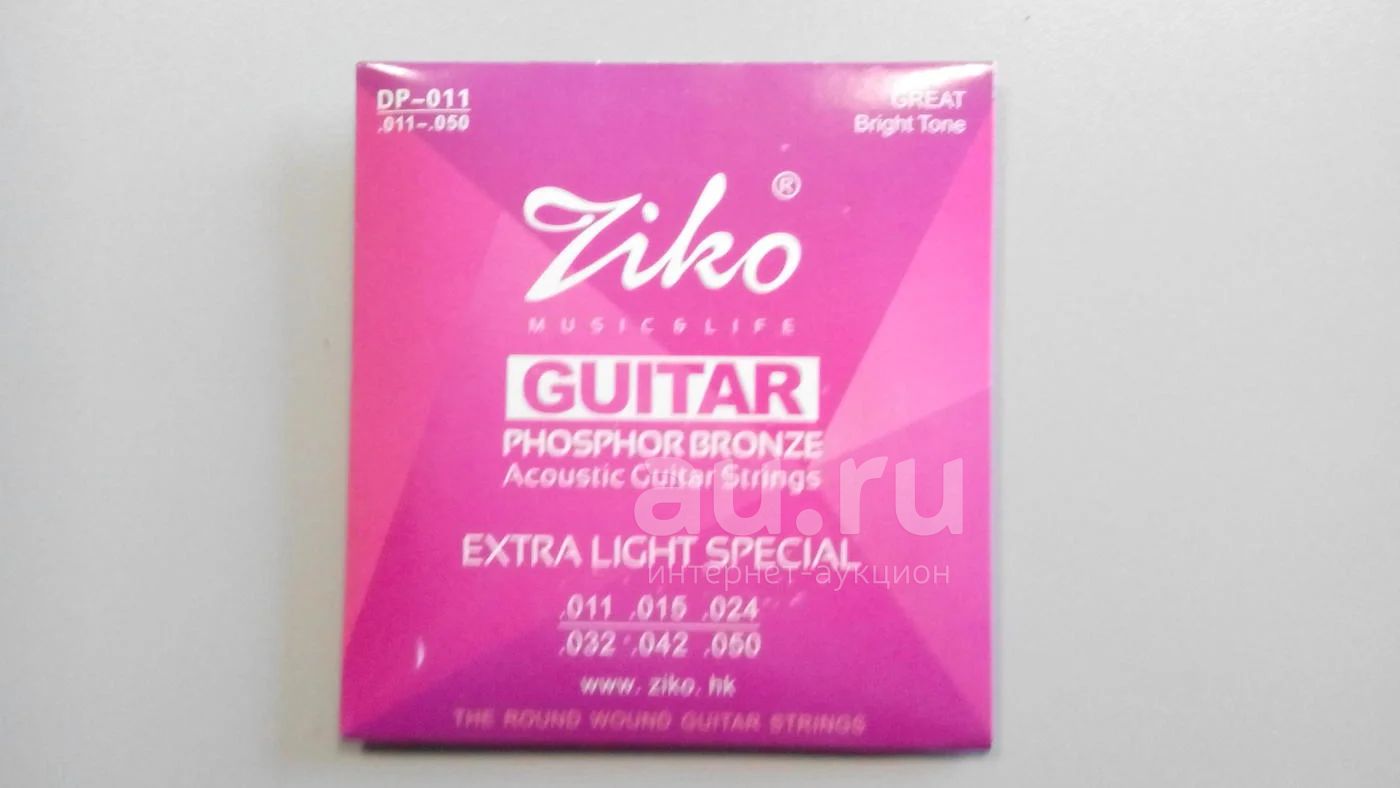 DP-011
.011-.050
GREAT
Bright Tone
Ziko ®
MUSIC & LIFE
GUITAR
PHOSPHOR BRONZE
Acoustic Guitar Strings
au.ru
интернет-аукцион
EXTRA LIGHT SPECIAL
.011 .015 .024
.032 .042 .050
www.ziko.hk
THE ROUND WOUND GUITAR STRINGS